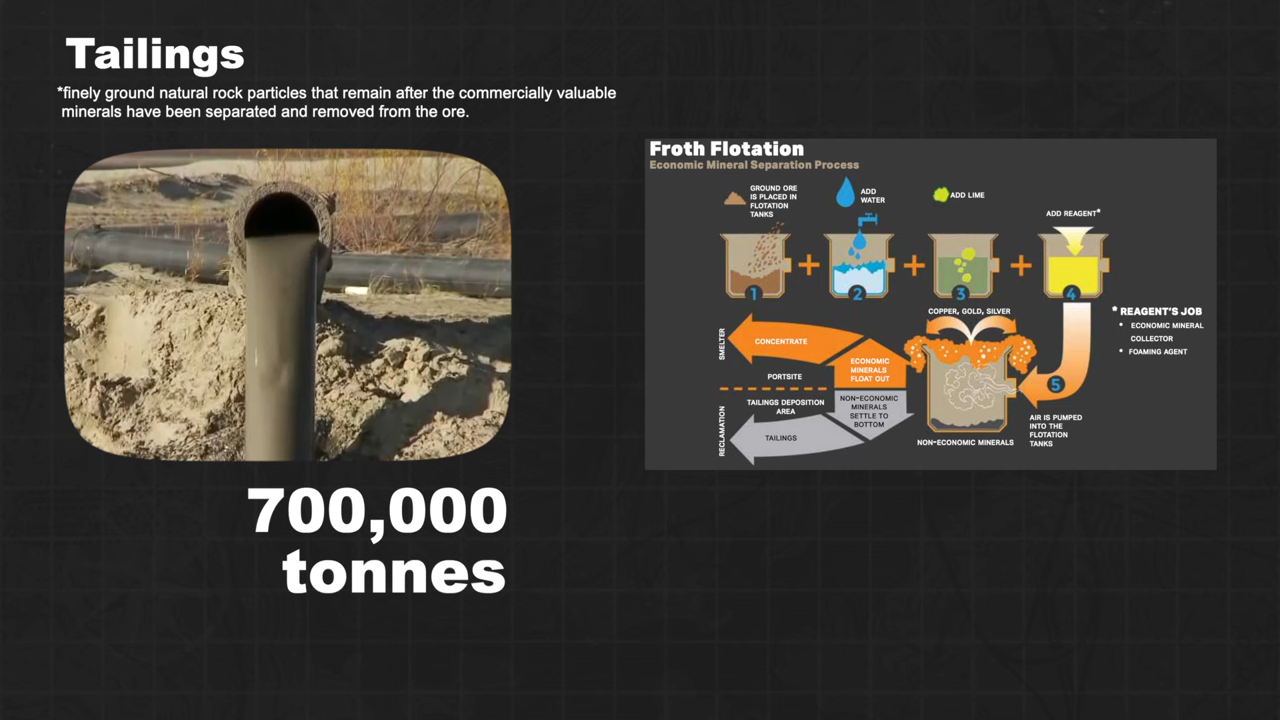 Tailings
*finely ground natural rock particles that remain after the commercially valuable
minerals have been separated and removed from the ore.
700,000
tonnes
Froth Flotation
Economic Mineral Separation Process
GROUND ORE
IS PLACED IN
FLOTATION
TANKS
ADD
WATER
ADD LIME
ADD REAGENT*
1
+
2
+
3
+
4
COPPER, GOLD, SILVER
* REAGENT'S JOB
• ECONOMIC MINERAL
COLLECTOR
• FOAMING AGENT
SMELTER
CONCENTRATE
ECONOMIC
MINERALS
FLOAT OUT
PORTSITE
5
TAILINGS DEPOSITION
AREA
NON-ECONOMIC
MINERALS
SETTLE TO
BOTTOM
RECLAMATION
TAILINGS
NON-ECONOMIC MINERALS
AIR IS PUMPED
INTO THE
FLOTATION
TANKS